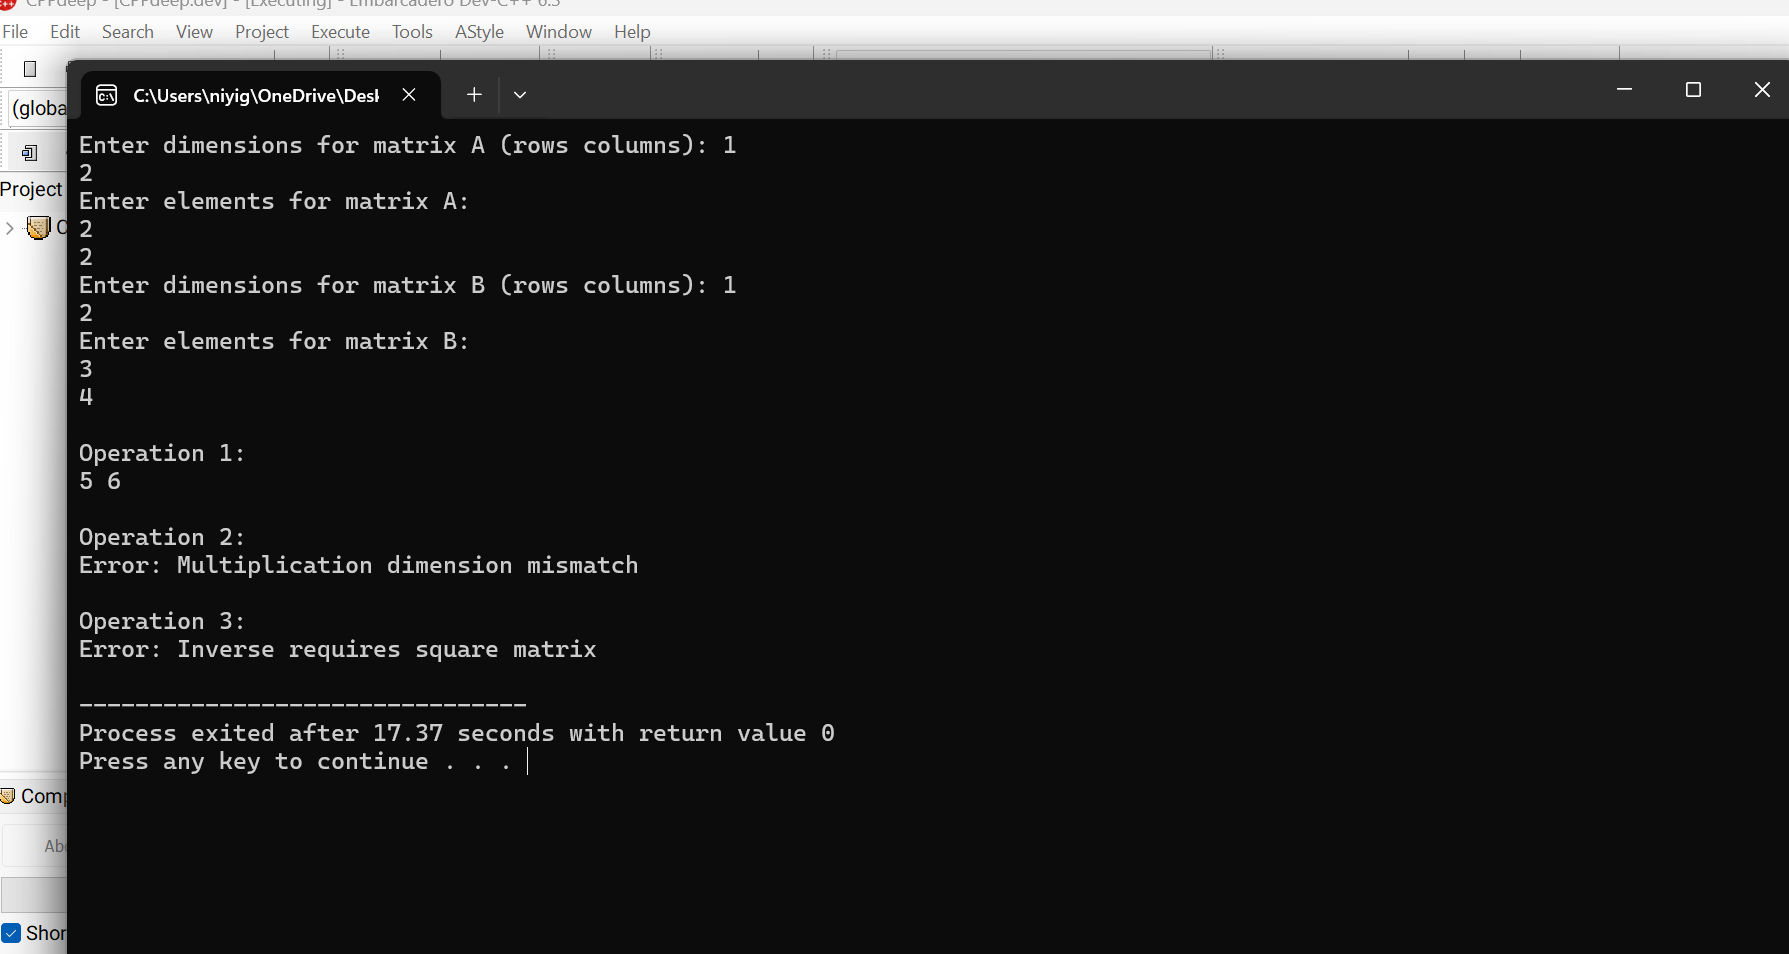 CPPdeep - [CPPdeep.dev] - [Executing] - Embarcadero Dev-C++ 6.3
File Edit Search View Project Execute Tools AStyle Window Help
C:\Users\niyig\OneDrive\Desk
(globa
Project
Enter dimensions for matrix A (rows columns): 1
2
Enter elements for matrix A:
2
2
Enter dimensions for matrix B (rows columns): 1
2
Enter elements for matrix B:
3
4
Operation 1:
5 6
Operation 2:
Error: Multiplication dimension mismatch
Operation 3:
Error: Inverse requires square matrix
--------------------------------
Process exited after 17.37 seconds with return value 0
Press any key to continue . . .
Comp
Abo
Shor